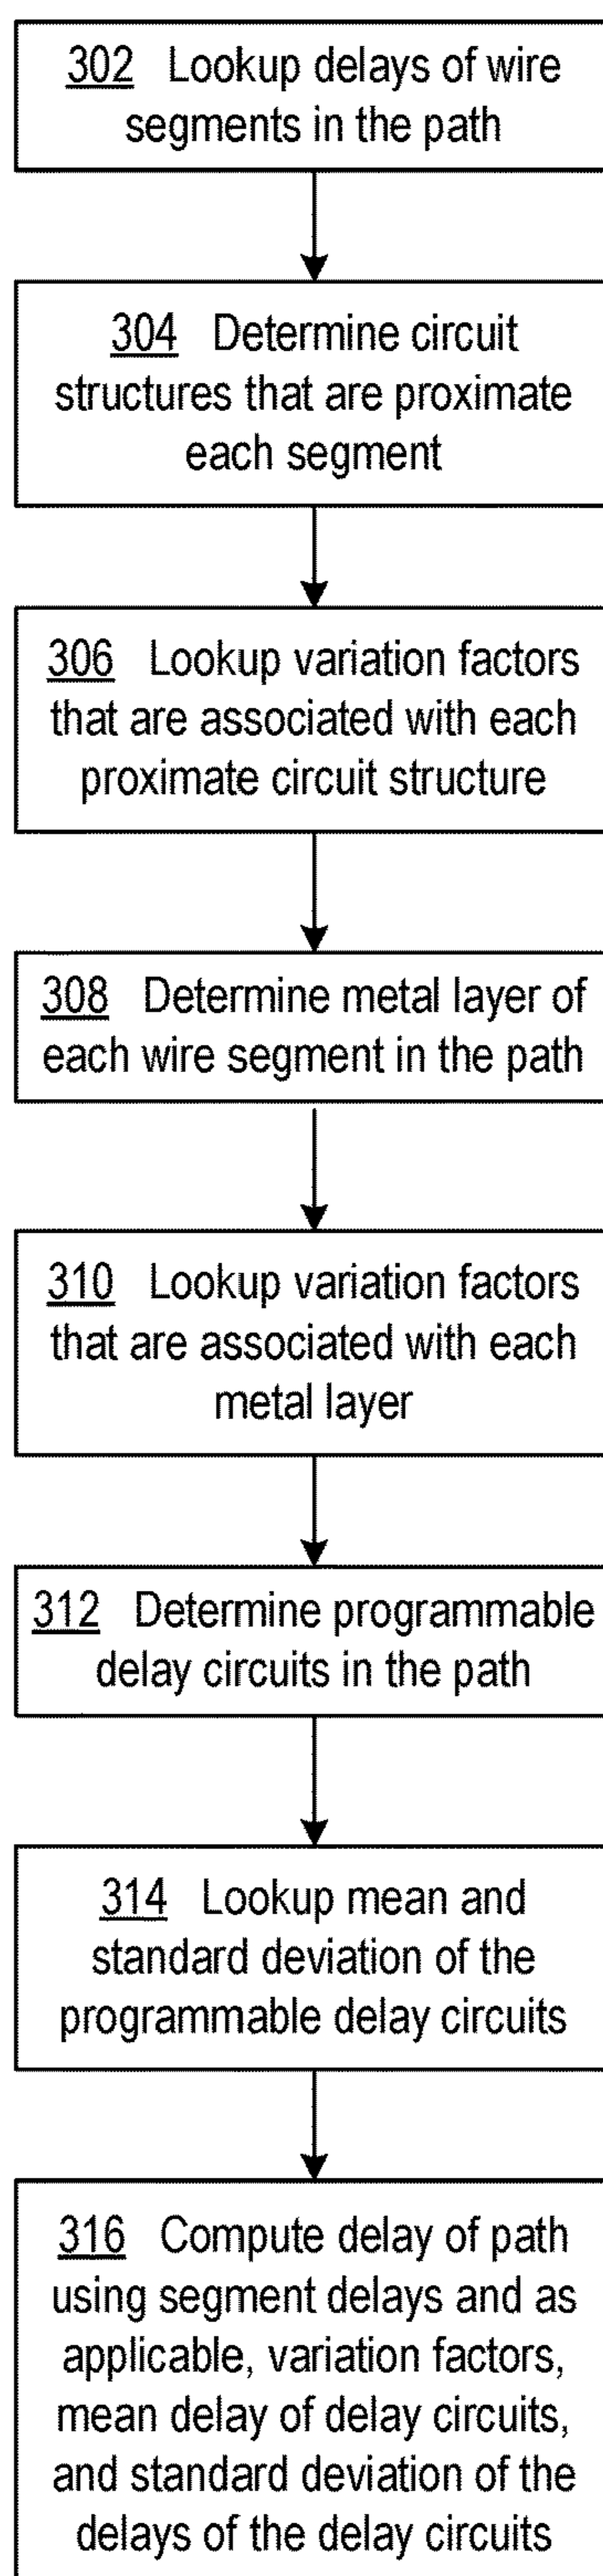 302 Lookup delays of wire
segments in the path
304 Determine circuit
structures that are proximate
each segment
306 Lookup variation factors
that are associated with each
proximate circuit structure
308 Determine metal layer of
each wire segment in the path
310 Lookup variation factors
that are associated with each
metal layer
312 Determine programmable
delay circuits in the path
314 Lookup mean and
standard deviation of the
programmable delay circuits
316 Compute delay of path
using segment delays and as
applicable, variation factors,
mean delay of delay circuits,
and standard deviation of the
delays of the delay circuits